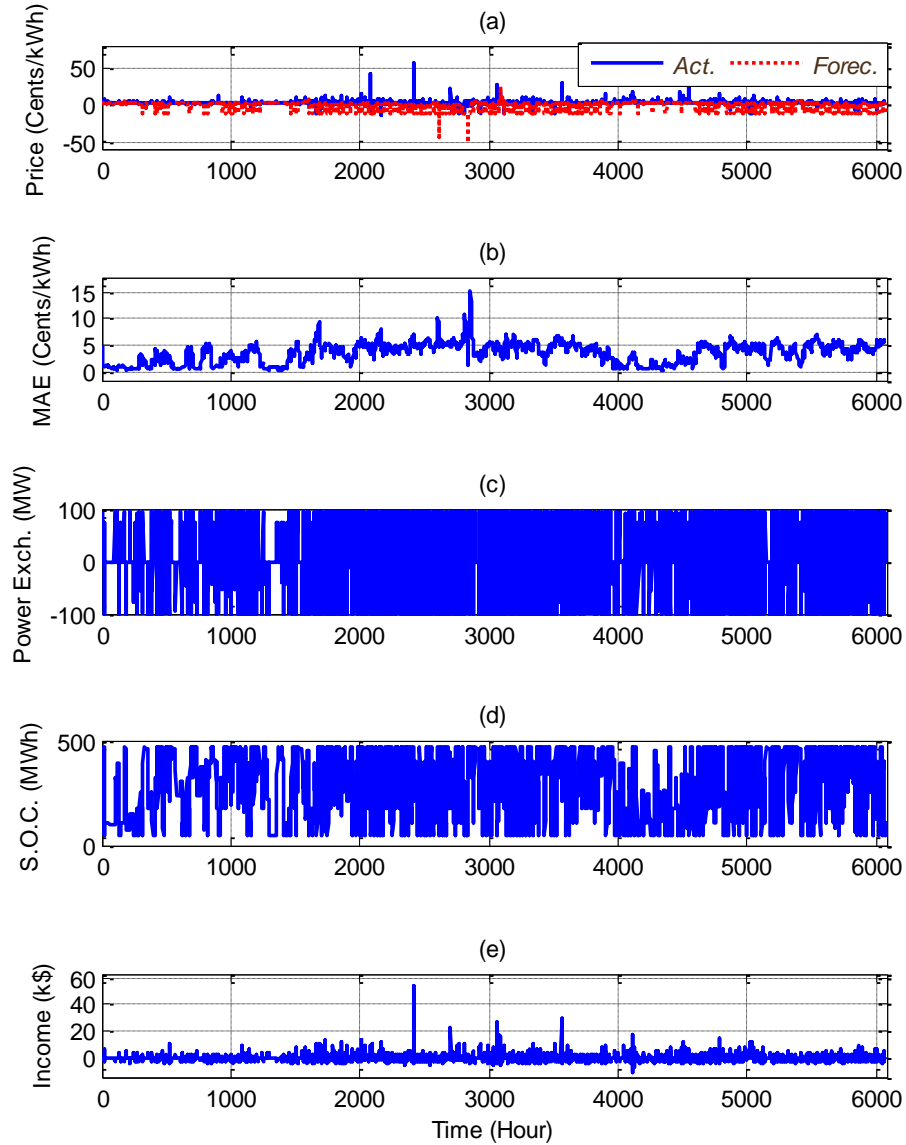 (a)
Price (Cents/kWh)
50
0
-50
Act. Forec.
0 1000 2000 3000 4000 5000 6000
(b)
MAE (Cents/kWh)
15
10
5
0
0 1000 2000 3000 4000 5000 6000
(c)
Power Exch. (MW)
100
0
-100
0 1000 2000 3000 4000 5000 6000
(d)
S.O.C. (MWh)
500
0
0 1000 2000 3000 4000 5000 6000
(e)
Income (k$)
60
40
20
0
0 1000 2000 3000 4000 5000 6000
Time (Hour)